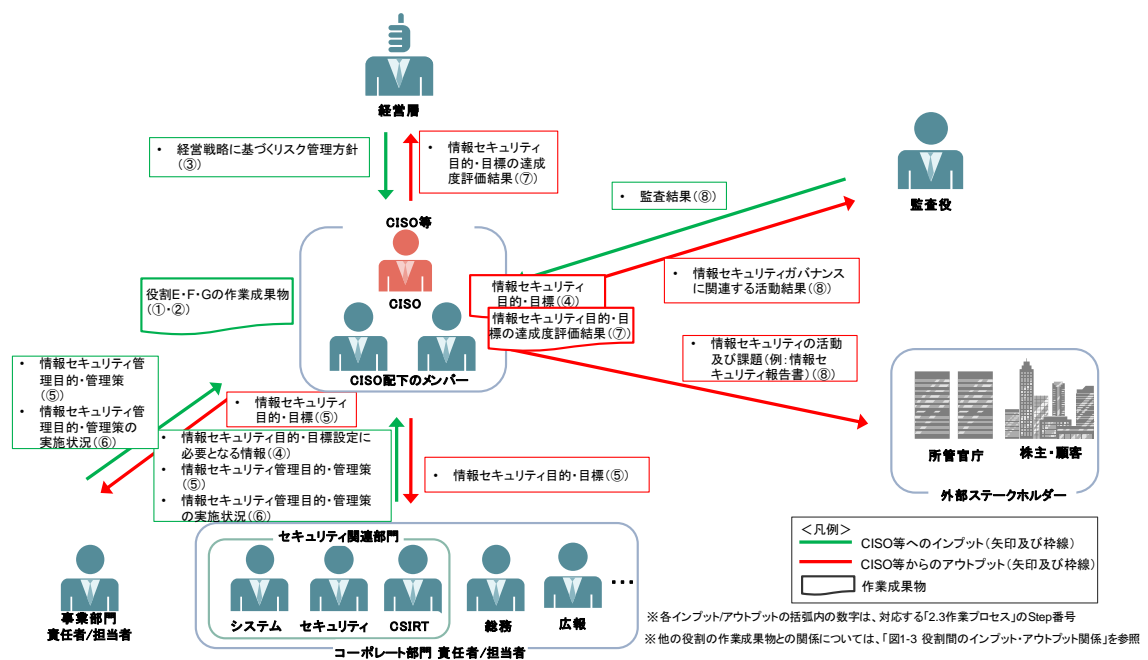 経営層
• 経営戦略に基づくリスク管理方針
(③)
• 情報セキュリティ
目的・目標の達成
度評価結果(⑦)
• 監査結果(⑧)
監査役
CISO等
CISO
CISO配下のメンバー
役割E・F・Gの作業成果物
(①・②)
情報セキュリティ
目的・目標(④)
情報セキュリティ目的・目
標の達成度評価結果(⑦)
• 情報セキュリティガバナンス
に関連する活動結果(⑧)
• 情報セキュリティの活動
及び課題(例:情報セ
キュリティ報告書)(⑧)
• 情報セキュリティ管
理目的・管理策
(⑤)
• 情報セキュリティ管
理目的・管理策の
実施状況(⑥)
• 情報セキュリティ
目的・目標(⑤)
• 情報セキュリティ目的・目標設定に
必要となる情報(④)
• 情報セキュリティ管理目的・管理策
(⑤)
• 情報セキュリティ管理目的・管理策
の実施状況(⑥)
• 情報セキュリティ目的・目標(⑤)
所管官庁
株主・顧客
外部ステークホルダー
事業部門
責任者/担当者
セキュリティ関連部門
システム
セキュリティ
CSIRT
総務
広報
…
コーポレート部門 責任者/担当者
<凡例>
CISO等へのインプット(矢印及び枠線)
CISO等からのアウトプット(矢印及び枠線)
作業成果物
※各インプット/アウトプットの括弧内の数字は、対応する「2.3作業プロセス」のStep番号
※他の役割の作業成果物との関係については、「図1-3 役割間のインプット・アウトプット関係」を参照